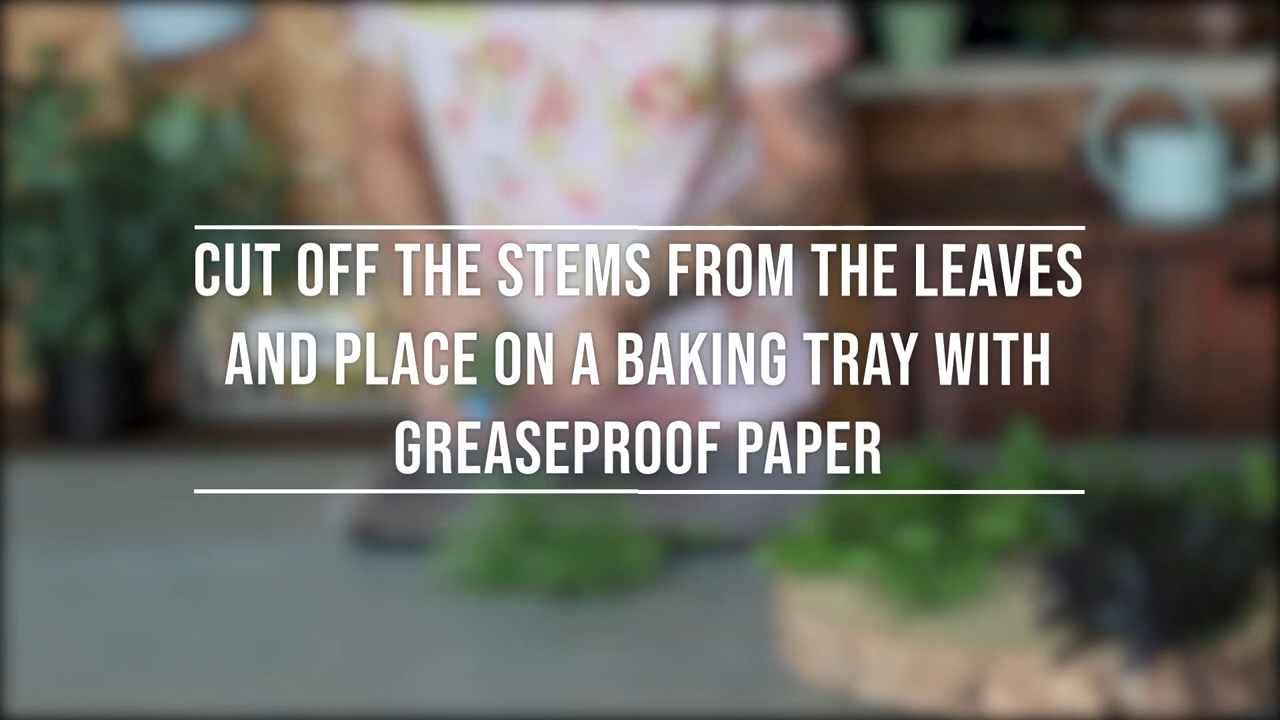 CUT OFF THE STEMS FROM THE LEAVES
AND PLACE ON A BAKING TRAY WITH
GREASEPROOF PAPER